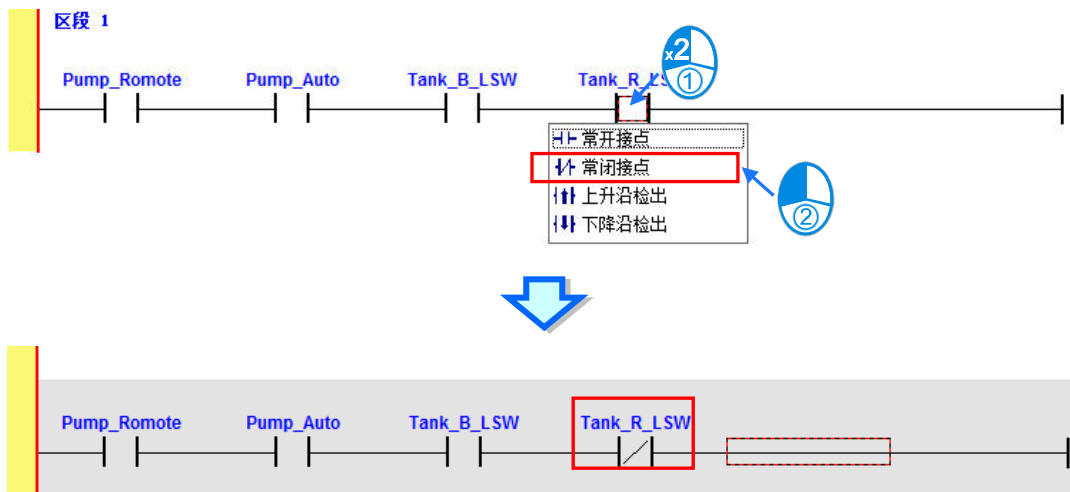 区段 1
Pump_Romote Pump_Auto Tank_B_LSW Tank_R_LSW
x2
①
常开接点
常闭接点
上升沿检出
下降沿检出
②
Pump_Romote Pump_Auto Tank_B_LSW Tank_R_LSW